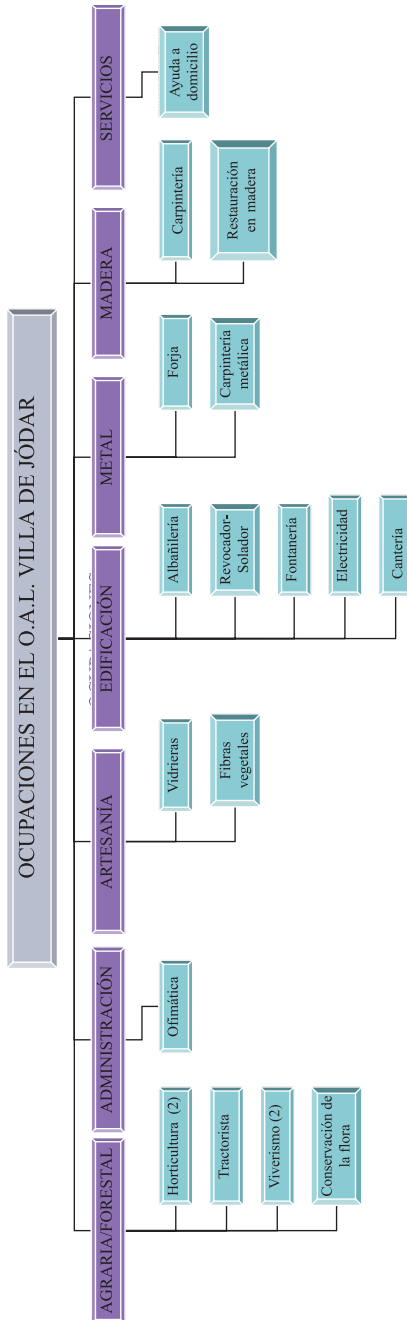 OCUPACIONES EN EL O.A.L. VILLA DE JÓDAR
AGRARIA/FORESTAL
Horticultura (2)
Tractorista
Viverismo (2)
Conservación de
la flora
ADMINISTRACIÓN
Ofimática
ARTESANÍA
Vidrieras
Fibras
vegetales
EDIFICACIÓN
Albañilería
Revocador-
Solador
Fontanería
Electricidad
Cantería
METAL
Forja
Carpintería
metálica
MADERA
Carpintería
Restauración
en madera
SERVICIOS
Ayuda a
domicilio